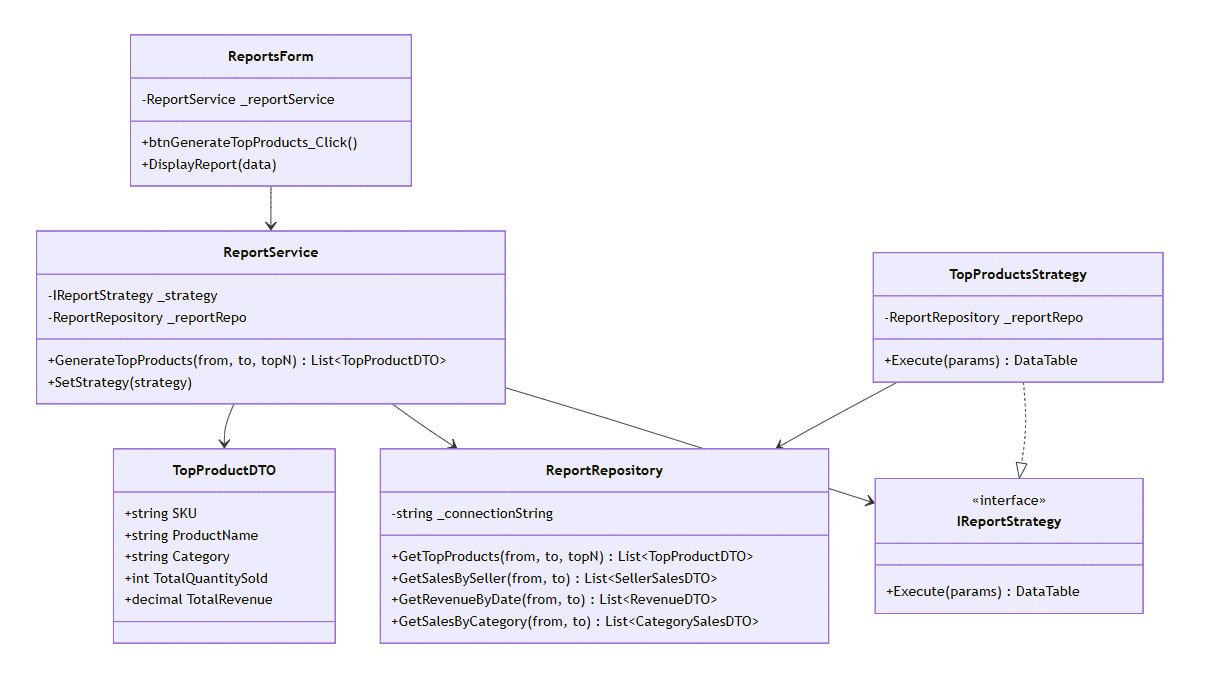 ReportsForm
-ReportService _reportService
+btnGenerateTopProducts_Click()
+DisplayReport(data)
ReportService
-IReportStrategy _strategy
-ReportRepository _reportRepo
+GenerateTopProducts(from, to, topN) : List<TopProductDTO>
+SetStrategy(strategy)
TopProductsStrategy
-ReportRepository _reportRepo
+Execute(params) : DataTable
TopProductDTO
+string SKU
+string ProductName
+string Category
+int TotalQuantitySold
+decimal TotalRevenue
ReportRepository
-string _connectionString
+GetTopProducts(from, to, topN) : List<TopProductDTO>
+GetSalesBySeller(from, to) : List<SellerSalesDTO>
+GetRevenueByDate(from, to) : List<RevenueDTO>
+GetSalesByCategory(from, to) : List<CategorySalesDTO>
«interface»
IReportStrategy
+Execute(params) : DataTable